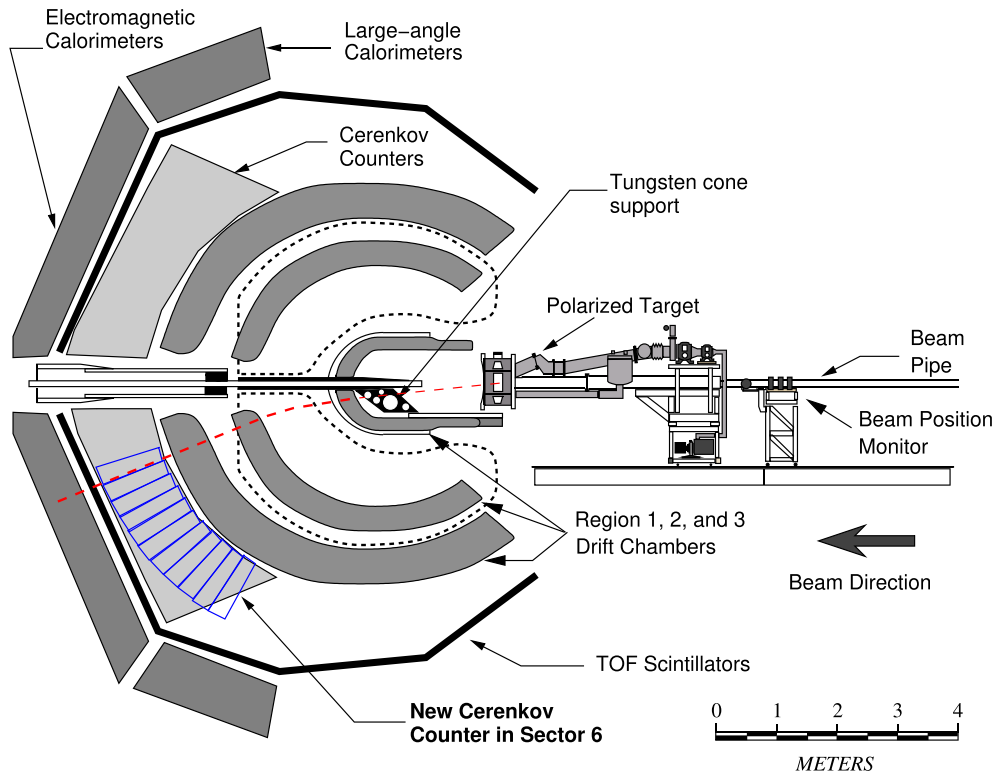 Electromagnetic
Calorimeters
Large−angle
Calorimeters
Cerenkov
Counters
Tungsten cone
support
Polarized Target
Beam
Pipe
Beam Position
Monitor
Region 1, 2, and 3
Drift Chambers
Beam Direction
TOF Scintillators
New Cerenkov
Counter in Sector 6
0 1 2 3 4
METERS